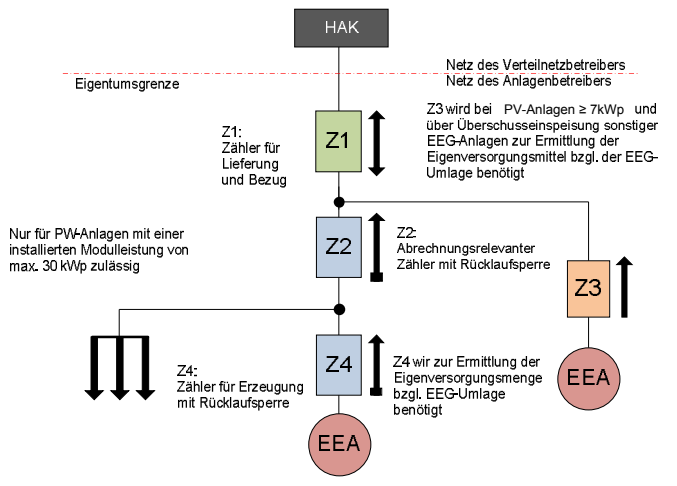 HAK
Netz des Verteilnetzbetreibers
Eigentumsgrenze
Netz des Anlagenbetreibers
Z1:
Zähler für
Lieferung
und Bezug
Z1
Z3 wird bei PV-Anlagen ≥ 7kWp und
über Überschusseinspeisung sonstiger
EEG-Anlagen zur Ermittlung der
Eigenversorgungsmittel bzgl. der EEG-
Umlage benötigt
Nur für PW-Anlagen mit einer
installierten Modulleistung von
max. 30 kWp zulässig
Z2
Z2:
Abrechnungsrelevanter
Zähler mit Rücklaufsperre
Z3
EEA
Z4:
Zähler für Erzeugung
mit Rücklaufsperre
Z4
Z4 wir zur Ermittlung der
Eigenversorgungsmenge
bzgl. EEG-Umlage
benötigt
EEA